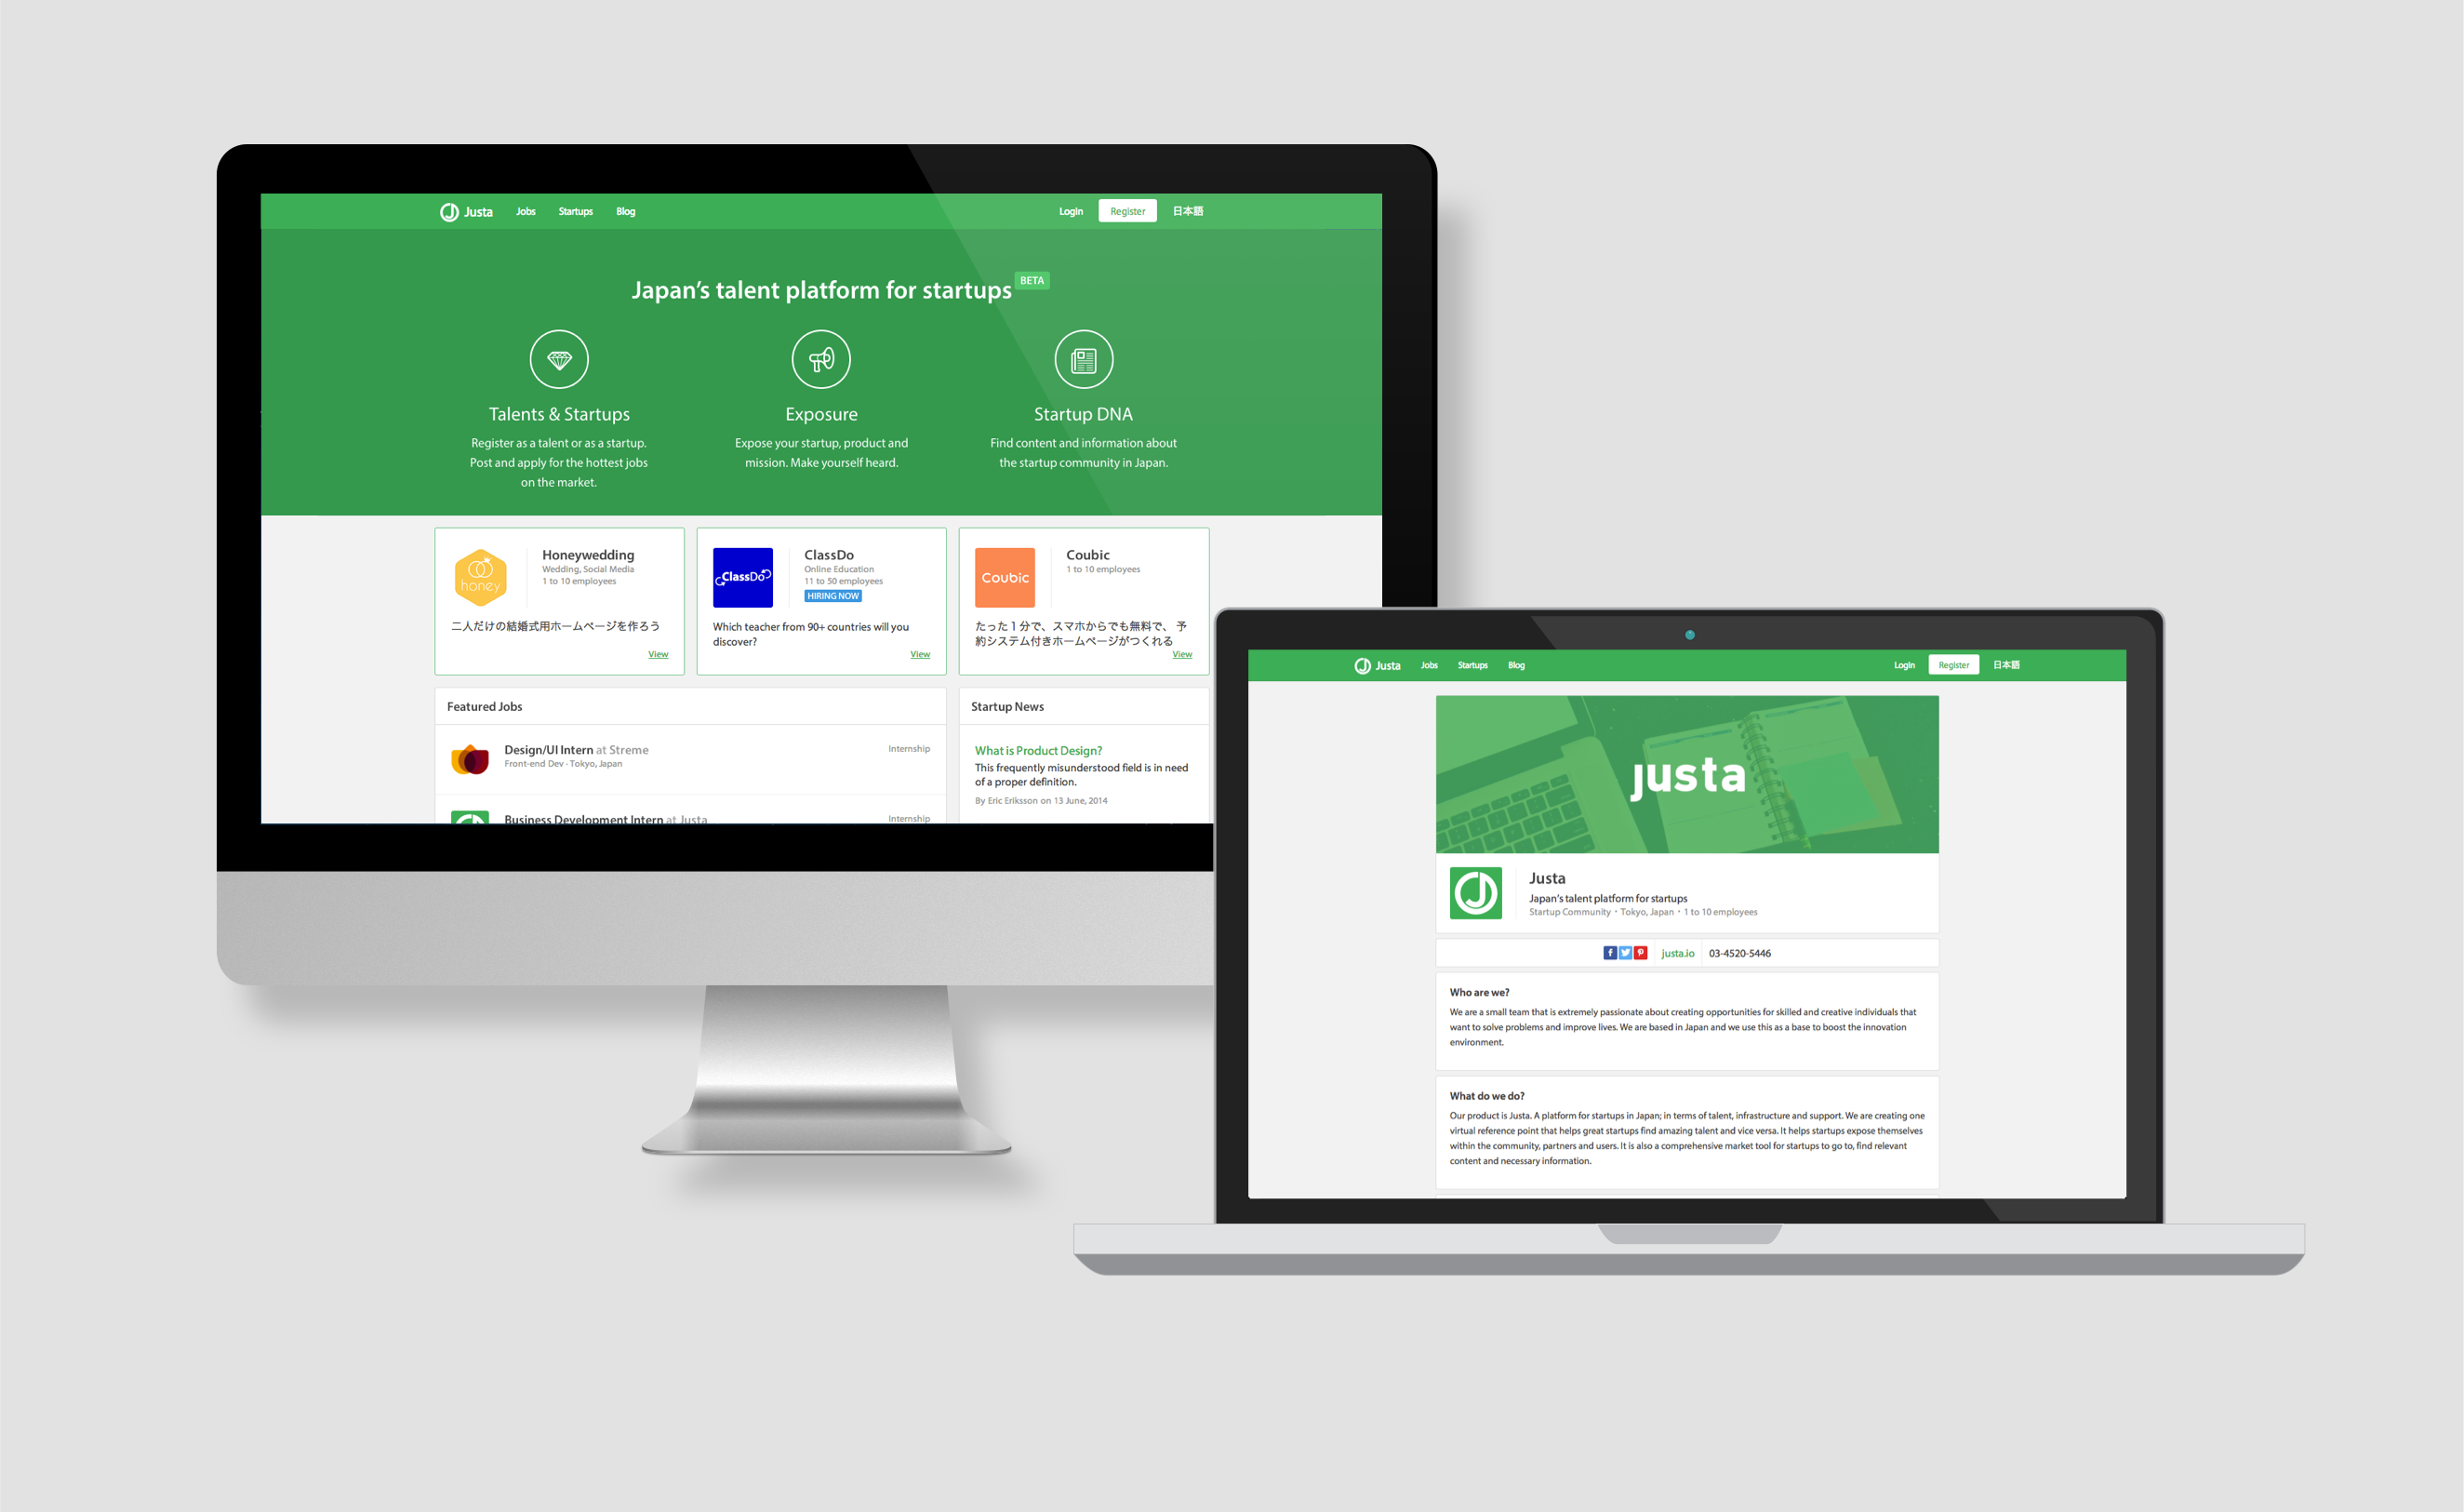 Justa Jobs Startups Blog Login Register 日本語
Japan's talent platform for startups BETA
Talents & Startups
Register as a talent or as a startup.
Post and apply for the hottest jobs
on the market.
Exposure
Expose your startup, product and
mission. Make yourself heard.
Startup DNA
Find content and information about
the startup community in Japan.
honey
Honeywedding
Wedding, Social Media
1 to 10 employees
二人だけの結婚式用ホームページを作ろう
View
ClassDo
ClassDo
Online Education
11 to 50 employees
HIRING NOW
Which teacher from 90+ countries will you
discover?
View
Coubic
Coubic
1 to 10 employees
たった1分で、スマホからでも無料で、 予
約システム付きホームページがつくれる
View
Featured Jobs
Design/UI Intern at Streme Internship
Front-end Dev · Tokyo, Japan
Business Development Intern at Justa Internship
Startup News
What is Product Design?
This frequently misunderstood field is in need
of a proper definition.
By Eric Eriksson on 13 June, 2014
Justa Jobs Startups Blog Login Register 日本語
justa
Justa
Japan's talent platform for startups
Startup Community · Tokyo, Japan · 1 to 10 employees
justa.io 03-4520-5446
Who are we?
We are a small team that is extremely passionate about creating opportunities for skilled and creative individuals that
want to solve problems and improve lives. We are based in Japan and we use this as a base to boost the innovation
environment.
What do we do?
Our product is Justa. A platform for startups in Japan; in terms of talent, infrastructure and support. We are creating one
virtual reference point that helps great startups find amazing talent and vice versa. It helps startups expose themselves
within the community, partners and users. It is also a comprehensive market tool for startups to go to, find relevant
content and necessary information.